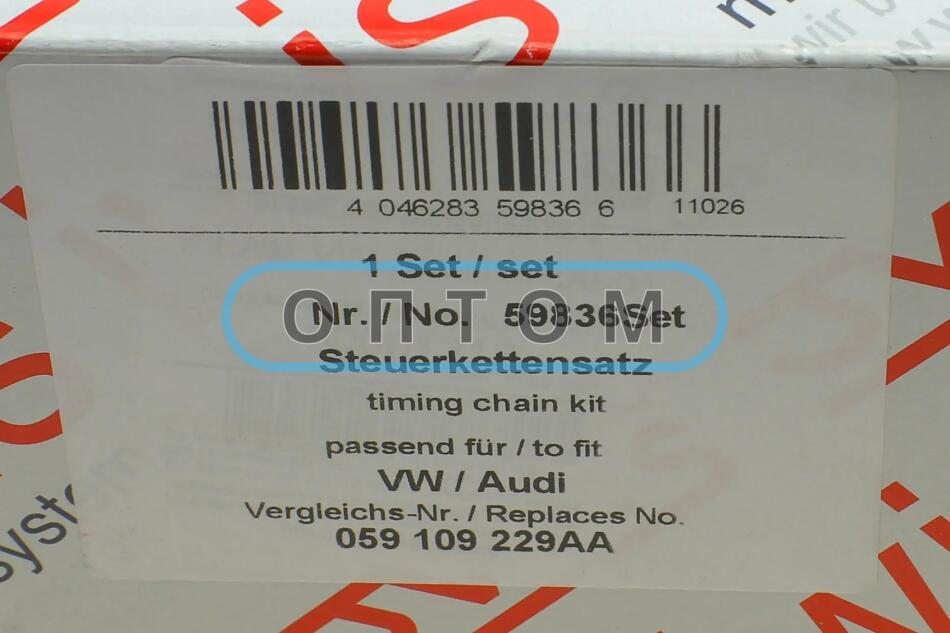 4 046283 59836 6 11026
1 Set / set
Nr. / No. 59836Set
ОПТОМ
Steuerkettensatz
timing chain kit
passend für / to fit
VW / Audi
Vergleichs-Nr. / Replaces No.
059 109 229AA